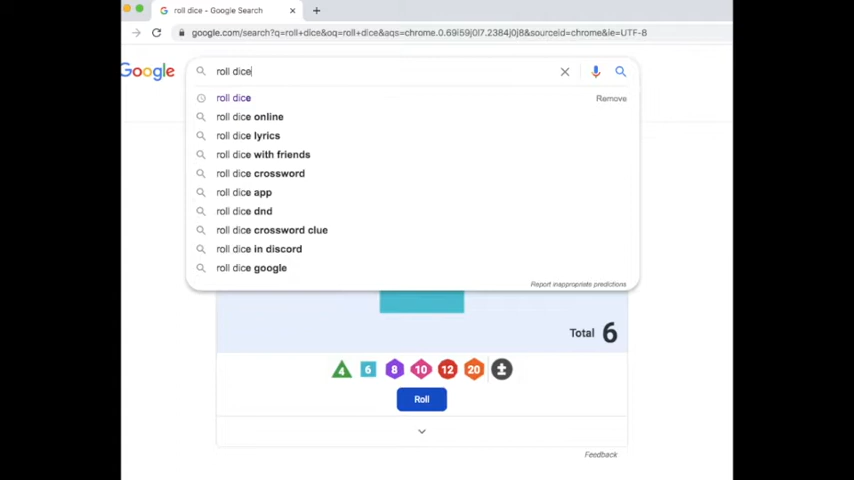 roll dice - Google Search
google.com/search?q=roll+dice&oq=roll+dice&aqs=chrome.0.69i59j0l7.2384j0j8&sourceid=chrome&ie=UTF-8
Google
roll dice
roll dice
Remove
roll dice online
roll dice lyrics
roll dice with friends
roll dice crossword
roll dice app
roll dice dnd
roll dice crossword clue
roll dice in discord
roll dice google
Report inappropriate predictions
Total 6
4 6 8 10 12 20 ±
Roll
Feedback